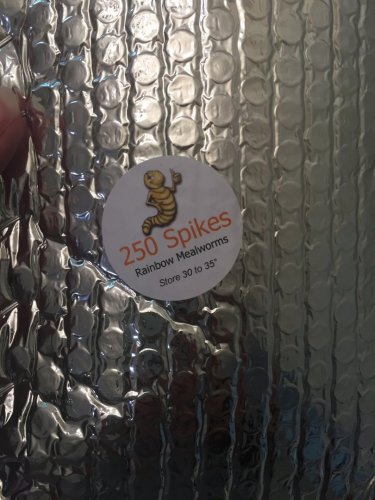 250 Spikes
Rainbow Mealworms
Store 30 to 35°